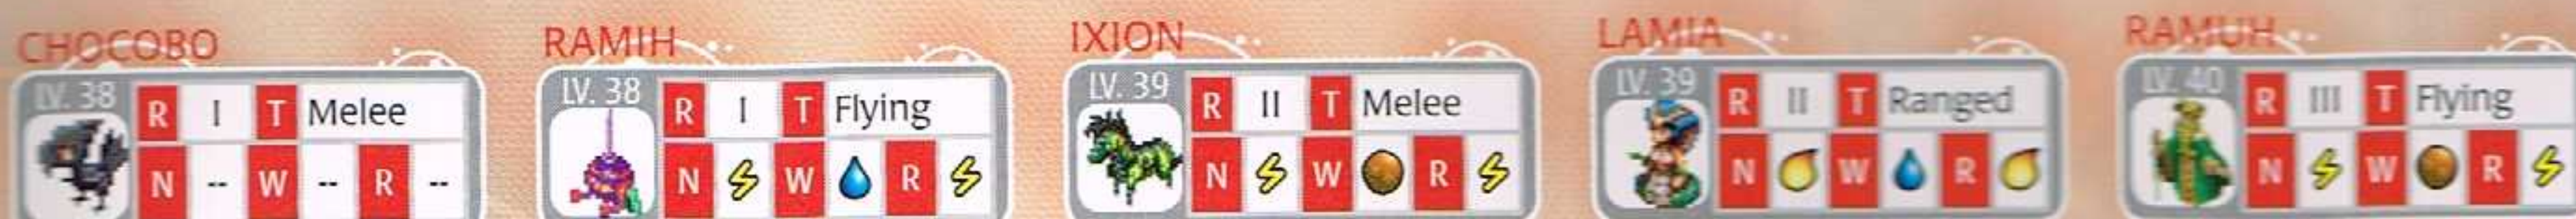 CHOCOBO
LV. 38
R I T Melee
N -- W -- R --
RAMIH
LV. 38
R I T Flying
N W R
IXION
LV. 39
R II T Melee
N W R
LAMIA
LV. 39
R II T Ranged
N W R
RAMUH
LV. 40
R III T Flying
N W R